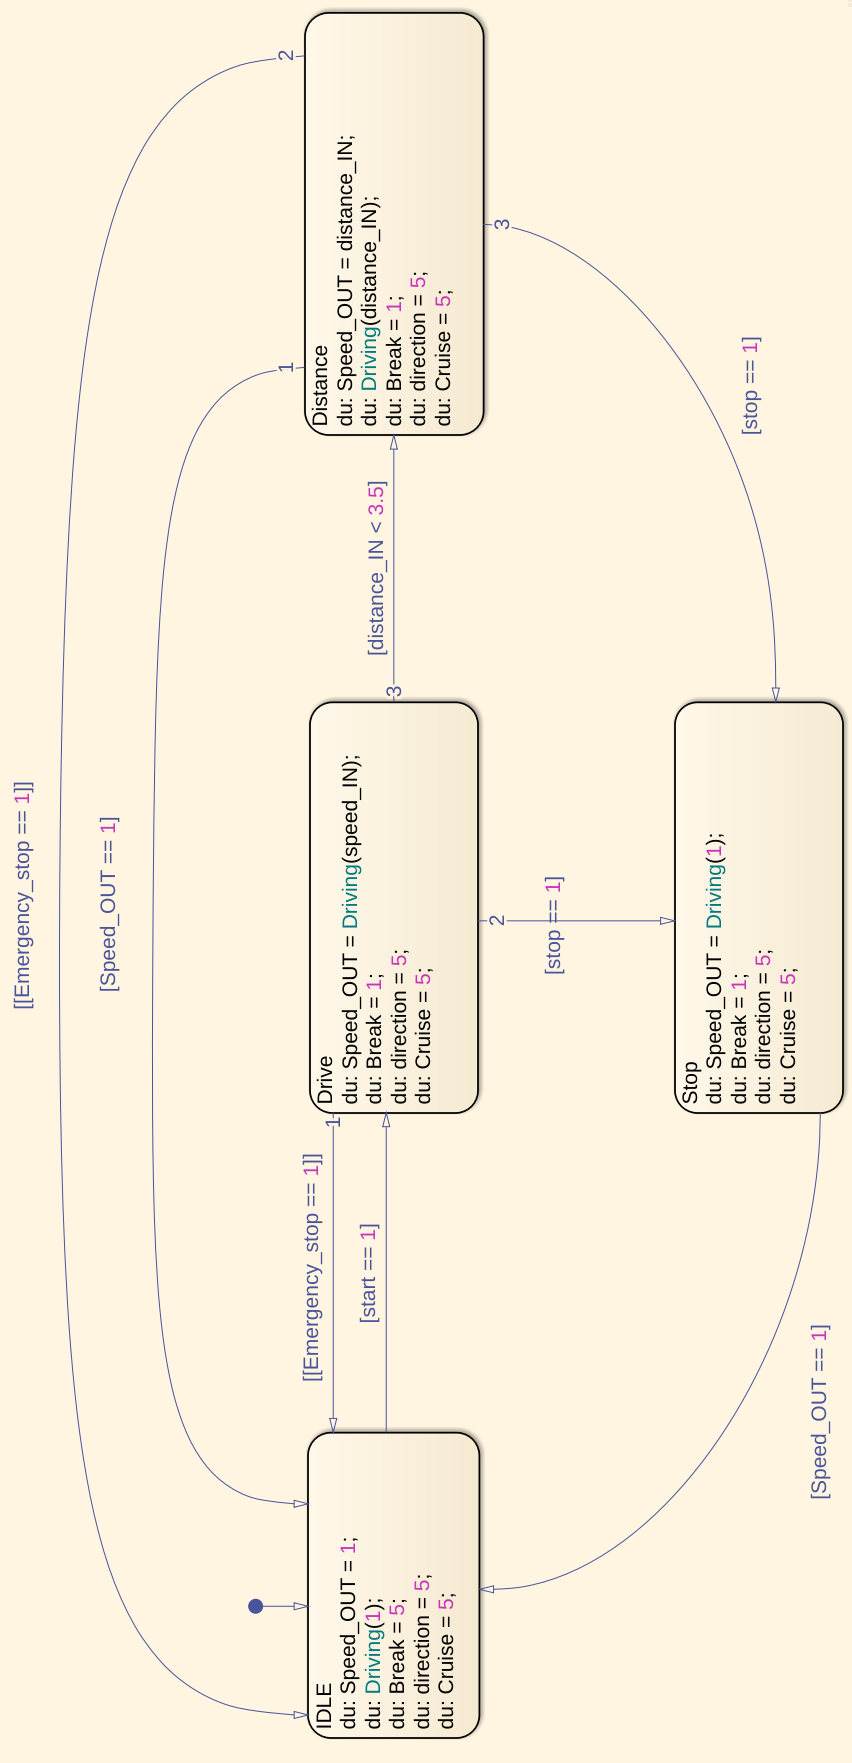 [[Emergency_stop == 1]]
[Speed_OUT == 1]
IDLE
du: Speed_OUT = 1;
du: Driving(1);
du: Break = 5;
du: direction = 5;
du: Cruise = 5;
1
[[Emergency_stop == 1]]
[start == 1]
Drive
du: Speed_OUT = Driving(speed_IN);
du: Break = 1;
du: direction = 5;
du: Cruise = 5;
3
[distance_IN < 3.5]
2
[stop == 1]
Distance
du: Speed_OUT = distance_IN;
du: Driving(distance_IN);
du: Break = 1;
du: direction = 5;
du: Cruise = 5;
1
2
3
[stop == 1]
Stop
du: Speed_OUT = Driving(1);
du: Break = 1;
du: direction = 5;
du: Cruise = 5;
[Speed_OUT == 1]